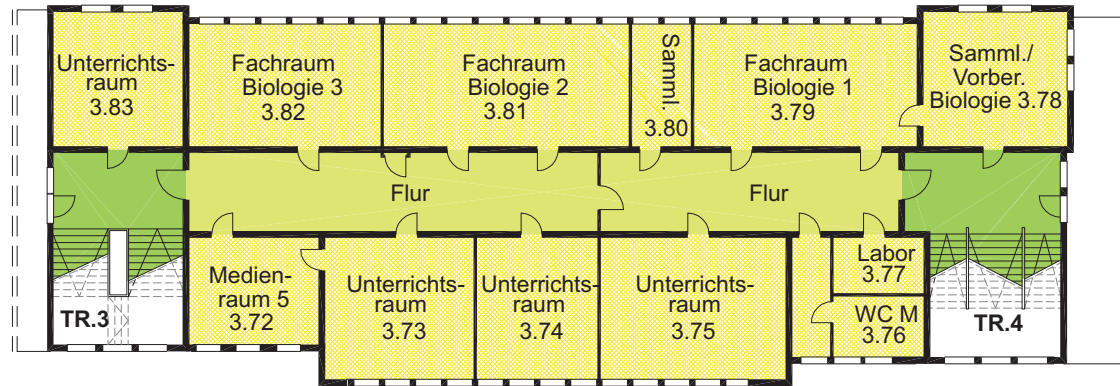 Unterrichts-
raum
3.83
Fachraum
Biologie 3
3.82
Fachraum
Biologie 2
3.81
Samml.
3.80
Fachraum
Biologie 1
3.79
Samml./
Vorber.
Biologie 3.78
Flur
Flur
Medien-
raum 5
3.72
Unterrichts-
raum
3.73
Unterrichts-
raum
3.74
Unterrichts-
raum
3.75
Labor
3.77
WC M
3.76
TR.3
TR.4